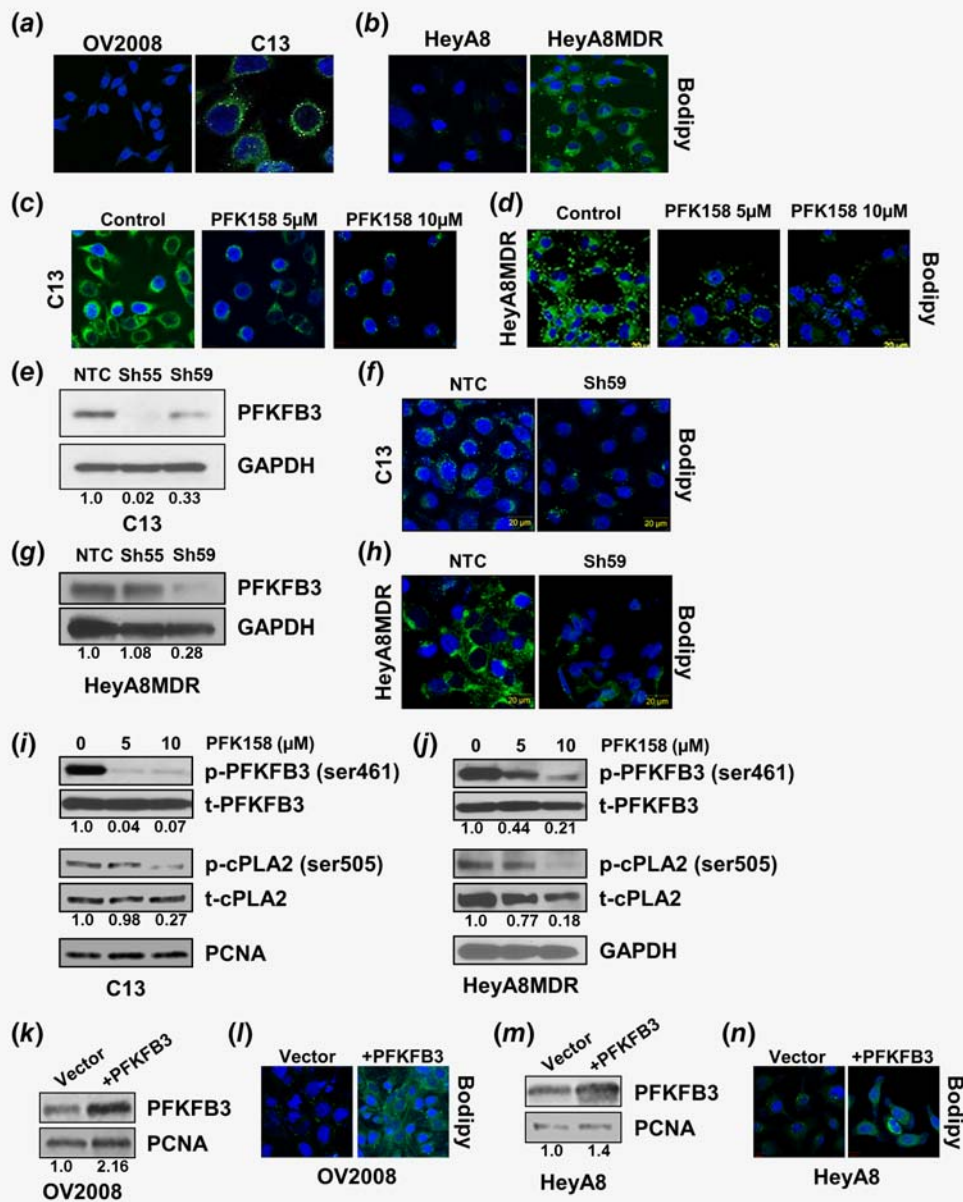 (a) (b)
OV2008 C13 HeyA8 HeyA8MDR
Bodipy
(c) (d)
Control PFK158 5µM PFK158 10µM
C13
Control PFK158 5µM PFK158 10µM
HeyA8MDR
Bodipy
20 µm
(e)
NTC Sh55 Sh59
PFKFB3
GAPDH
1.0 0.02 0.33
C13
(f)
NTC Sh59
C13
Bodipy
20 µm 20 µm
(g)
NTC Sh55 Sh59
PFKFB3
GAPDH
1.0 1.08 0.28
HeyA8MDR
(h)
NTC Sh59
HeyA8MDR
Bodipy
20 µm
(i)
0 5 10 PFK158 (µM)
p-PFKFB3 (ser461)
t-PFKFB3
1.0 0.04 0.07
p-cPLA2 (ser505)
t-cPLA2
1.0 0.98 0.27
PCNA
C13
(j)
0 5 10 PFK158 (µM)
p-PFKFB3 (ser461)
t-PFKFB3
1.0 0.44 0.21
p-cPLA2 (ser505)
t-cPLA2
1.0 0.77 0.18
GAPDH
HeyA8MDR
(k)
Vector +PFKFB3
PFKFB3
PCNA
1.0 2.16
OV2008
(l)
Vector +PFKFB3
Bodipy
OV2008
(m)
Vector +PFKFB3
PFKFB3
PCNA
1.0 1.4
HeyA8
(n)
Vector +PFKFB3
Bodipy
HeyA8